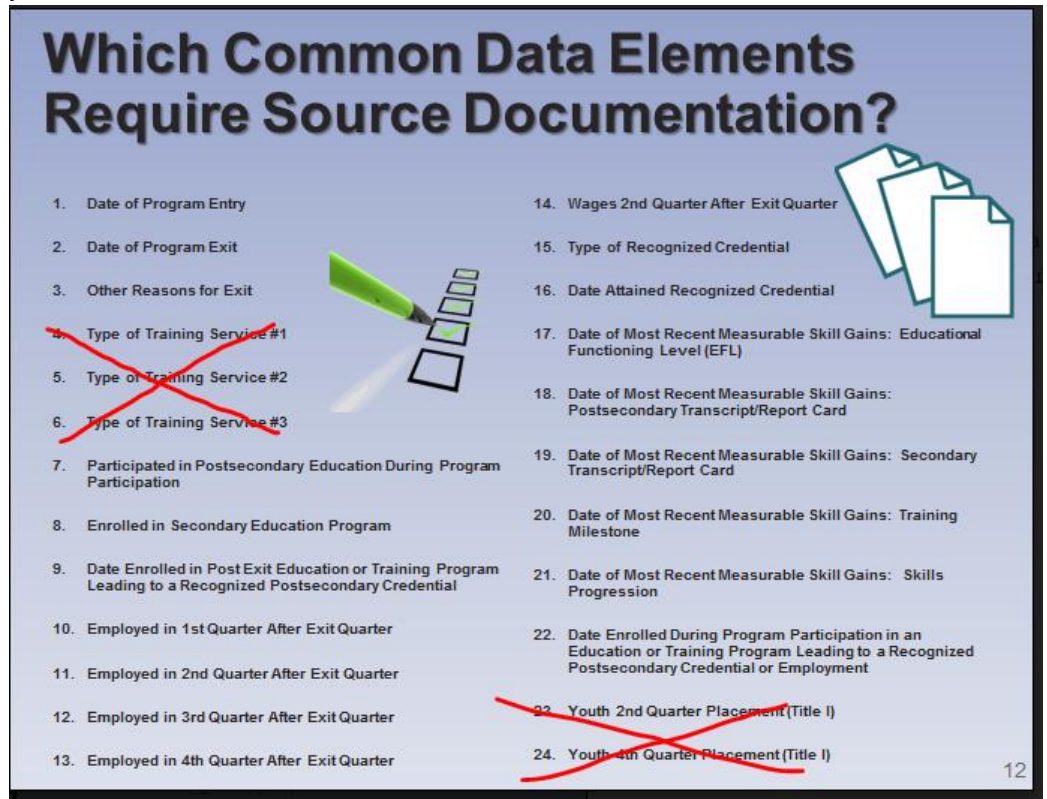 Which Common Data Elements
Require Source Documentation?
1. Date of Program Entry
2. Date of Program Exit
3. Other Reasons for Exit
4. Type of Training Service #1
5. Type of Training Service #2
6. Type of Training Service #3
7. Participated in Postsecondary Education During Program
Participation
8. Enrolled in Secondary Education Program
9. Date Enrolled in Post Exit Education or Training Program
Leading to a Recognized Postsecondary Credential
10. Employed in 1st Quarter After Exit Quarter
11. Employed in 2nd Quarter After Exit Quarter
12. Employed in 3rd Quarter After Exit Quarter
13. Employed in 4th Quarter After Exit Quarter
14. Wages 2nd Quarter After Exit Quarter
15. Type of Recognized Credential
16. Date Attained Recognized Credential
17. Date of Most Recent Measurable Skill Gains: Educational
Functioning Level (EFL)
18. Date of Most Recent Measurable Skill Gains:
Postsecondary Transcript/Report Card
19. Date of Most Recent Measurable Skill Gains: Secondary
Transcript/Report Card
20. Date of Most Recent Measurable Skill Gains: Training
Milestone
21. Date of Most Recent Measurable Skill Gains: Skills
Progression
22. Date Enrolled During Program Participation in an
Education or Training Program Leading to a Recognized
Postsecondary Credential or Employment
23. Youth 2nd Quarter Placement (Title I)
24. Youth 4th Quarter Placement (Title I)
12